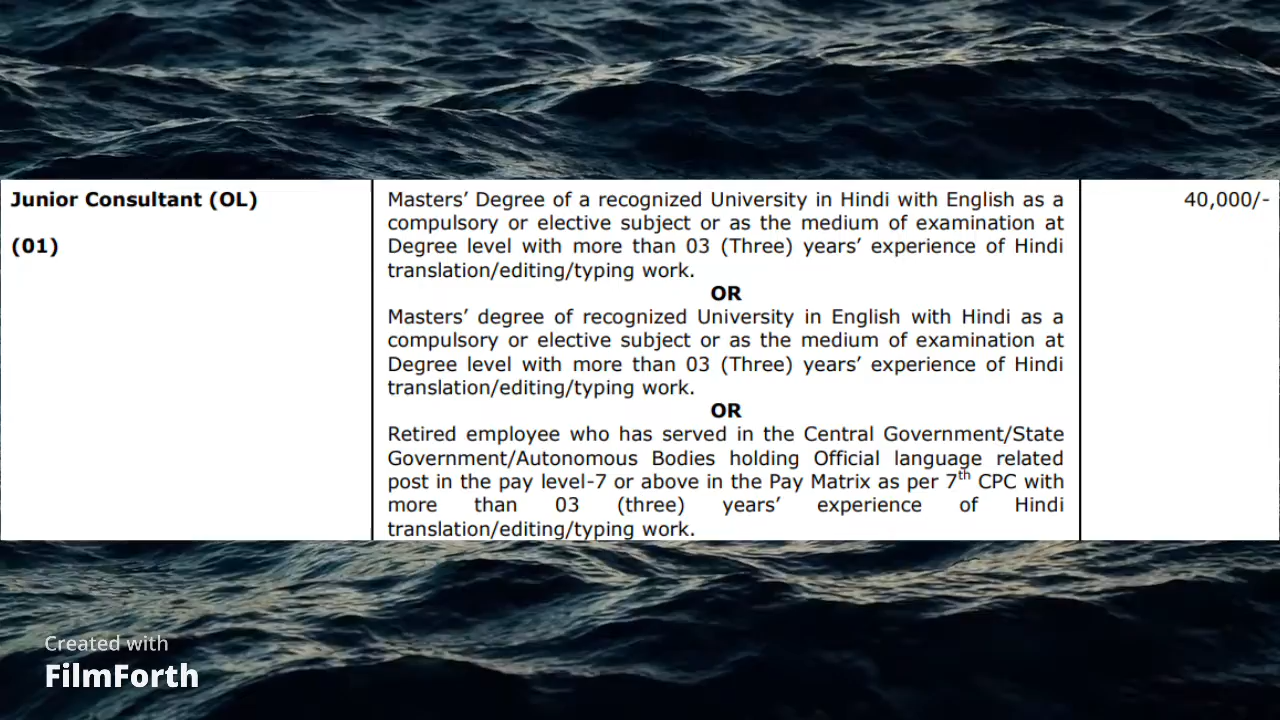 Junior Consultant (OL)
(01)
Masters’ Degree of a recognized University in Hindi with English as a
compulsory or elective subject or as the medium of examination at
Degree level with more than 03 (Three) years’ experience of Hindi
translation/editing/typing work.
OR
Masters’ degree of recognized University in English with Hindi as a
compulsory or elective subject or as the medium of examination at
Degree level with more than 03 (Three) years’ experience of Hindi
translation/editing/typing work.
OR
Retired employee who has served in the Central Government/State
Government/Autonomous Bodies holding Official language related
post in the pay level-7 or above in the Pay Matrix as per 7th CPC with
more than 03 (three) years’ experience of Hindi
translation/editing/typing work.
40,000/-
Created with
FilmForth